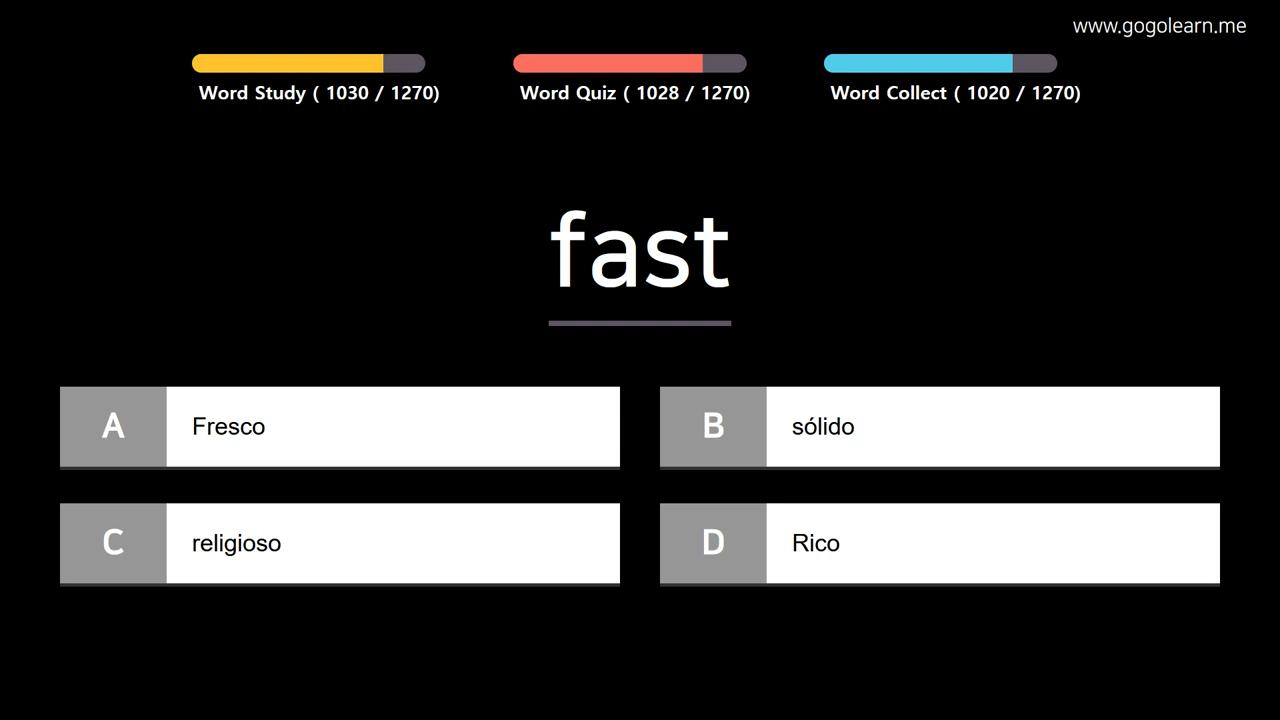 www.gogolearn.me
Word Study ( 1030 / 1270)
Word Quiz ( 1028 / 1270)
Word Collect ( 1020 / 1270)
fast
A Fresco
B sólido
C religioso
D Rico